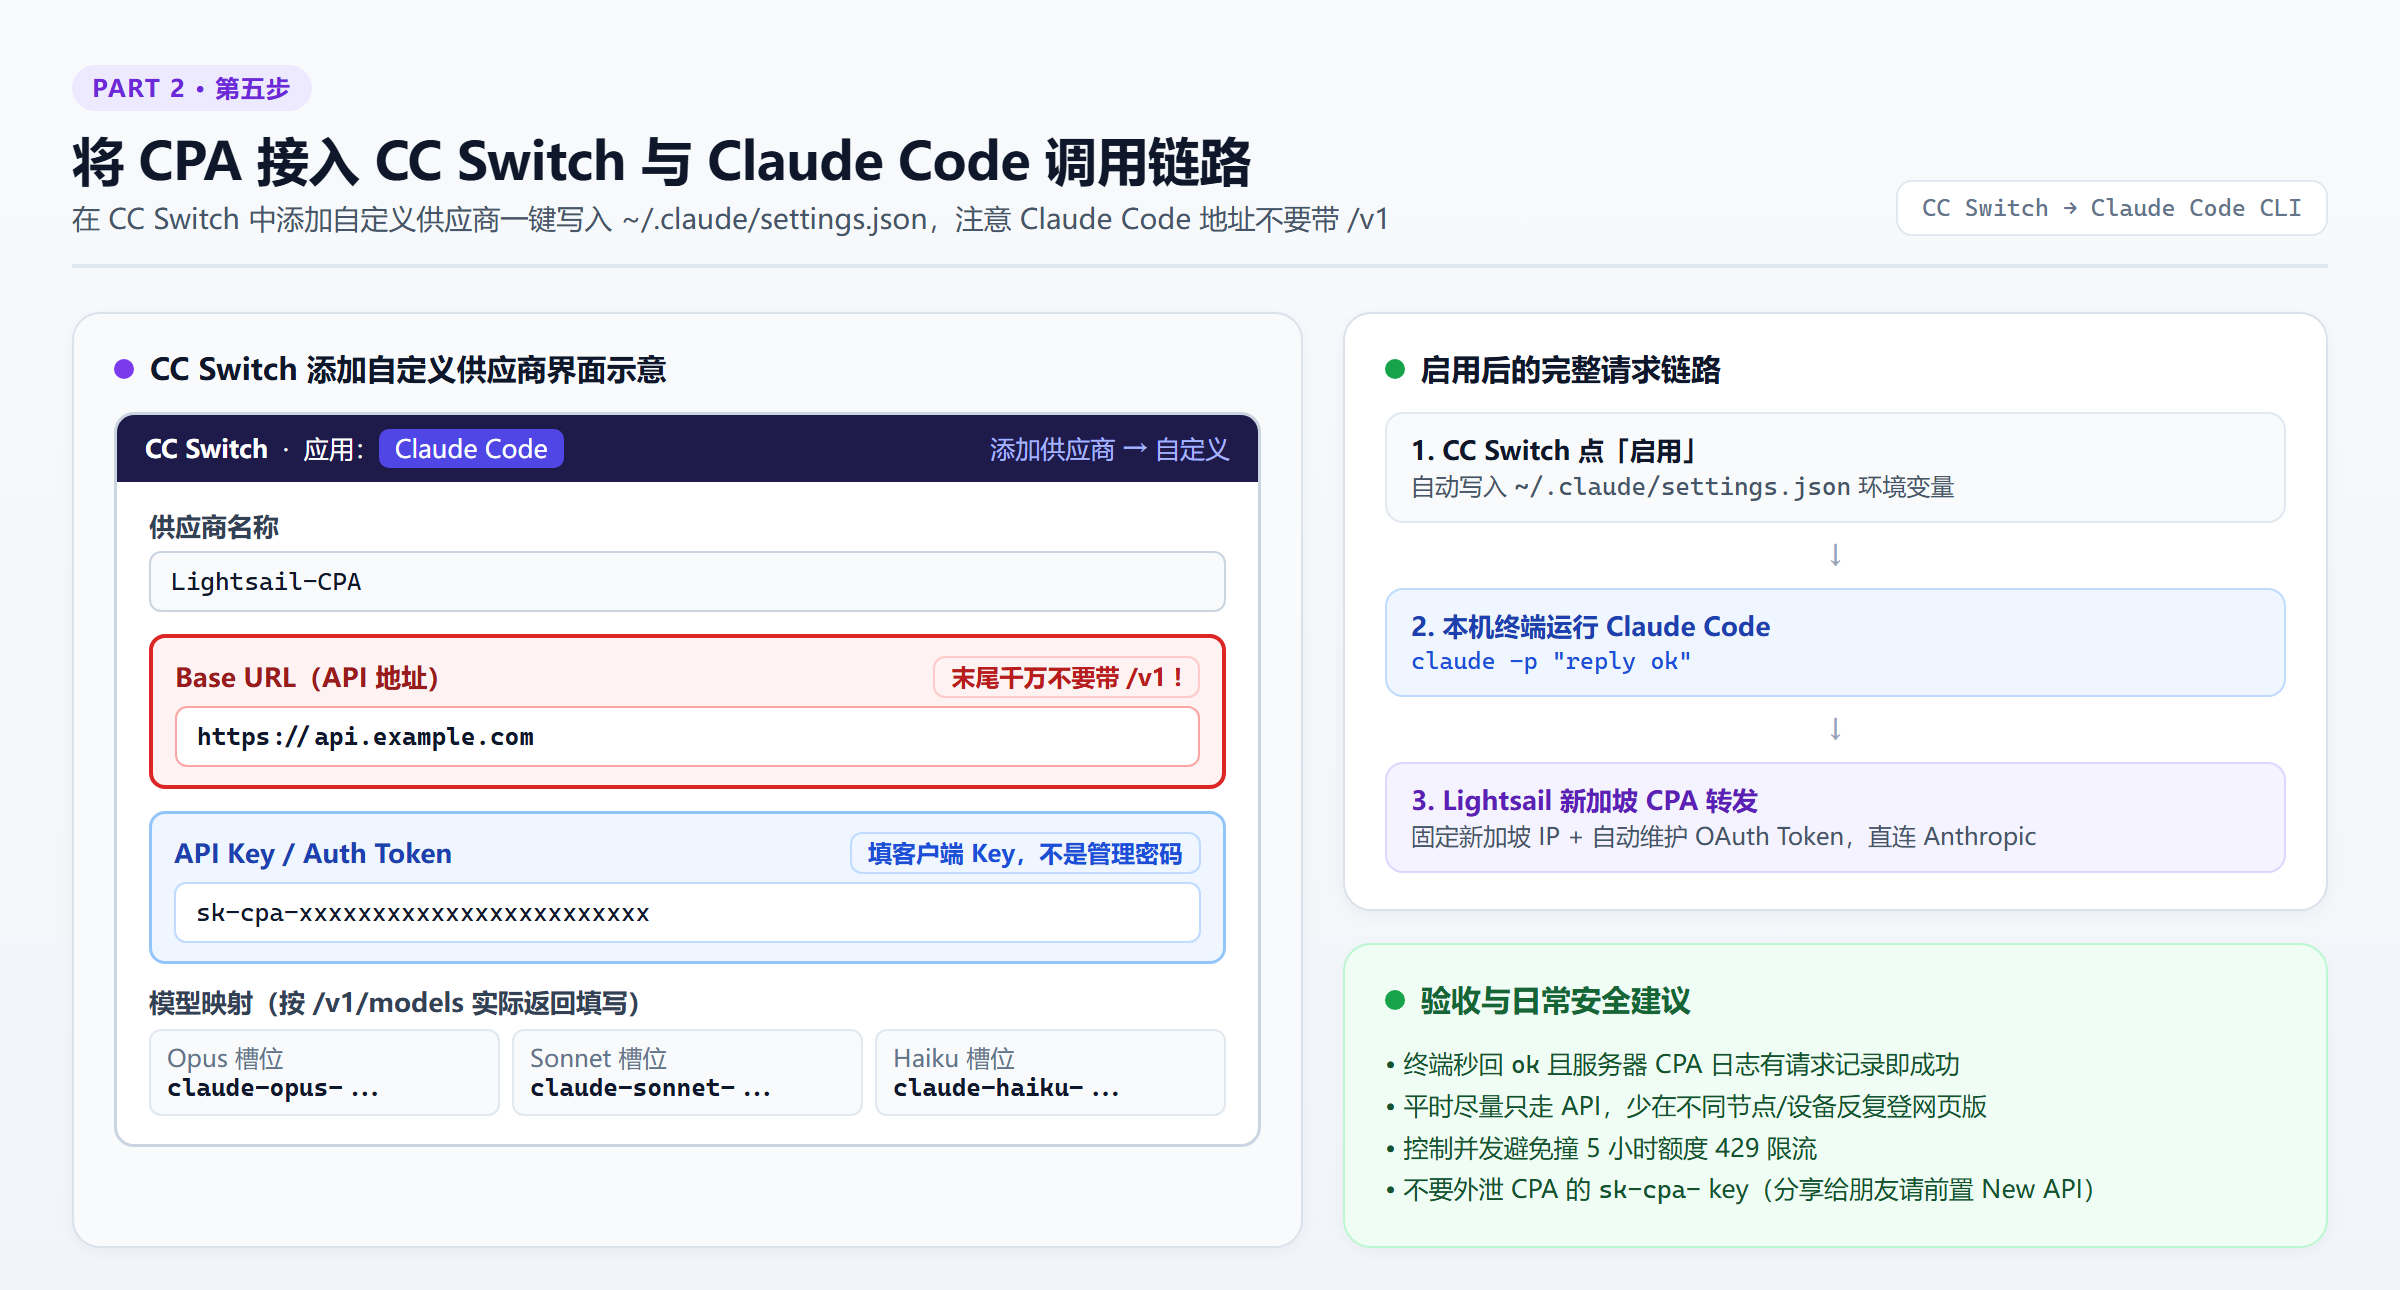 PART 2 • 第五步
将 CPA 接入 CC Switch 与 Claude Code 调用链路
在 CC Switch 中添加自定义供应商一键写入 ~/.claude/settings.json，注意 Claude Code 地址不要带 /v1
CC Switch → Claude Code CLI
CC Switch 添加自定义供应商界面示意
CC Switch · 应用： Claude Code
添加供应商 → 自定义
供应商名称
Lightsail-CPA
Base URL（API 地址）
末尾千万不要带 /v1！
https://api.example.com
API Key / Auth Token
填客户端 Key，不是管理密码
sk-cpa-xxxxxxxxxxxxxxxxxxxxxxxx
模型映射（按 /v1/models 实际返回填写）
Opus 槽位
claude-opus-...
Sonnet 槽位
claude-sonnet-...
Haiku 槽位
claude-haiku-...
启用后的完整请求链路
1. CC Switch 点「启用」
自动写入 ~/.claude/settings.json 环境变量
↓
2. 本机终端运行 Claude Code
claude -p "reply ok"
↓
3. Lightsail 新加坡 CPA 转发
固定新加坡 IP + 自动维护 OAuth Token，直连 Anthropic
验收与日常安全建议
• 终端秒回 ok 且服务器 CPA 日志有请求记录即成功
• 平时尽量只走 API，少在不同节点/设备反复登网页版
• 控制并发避免撞 5 小时额度 429 限流
• 不要外泄 CPA 的 sk-cpa- key（分享给朋友请前置 New API）